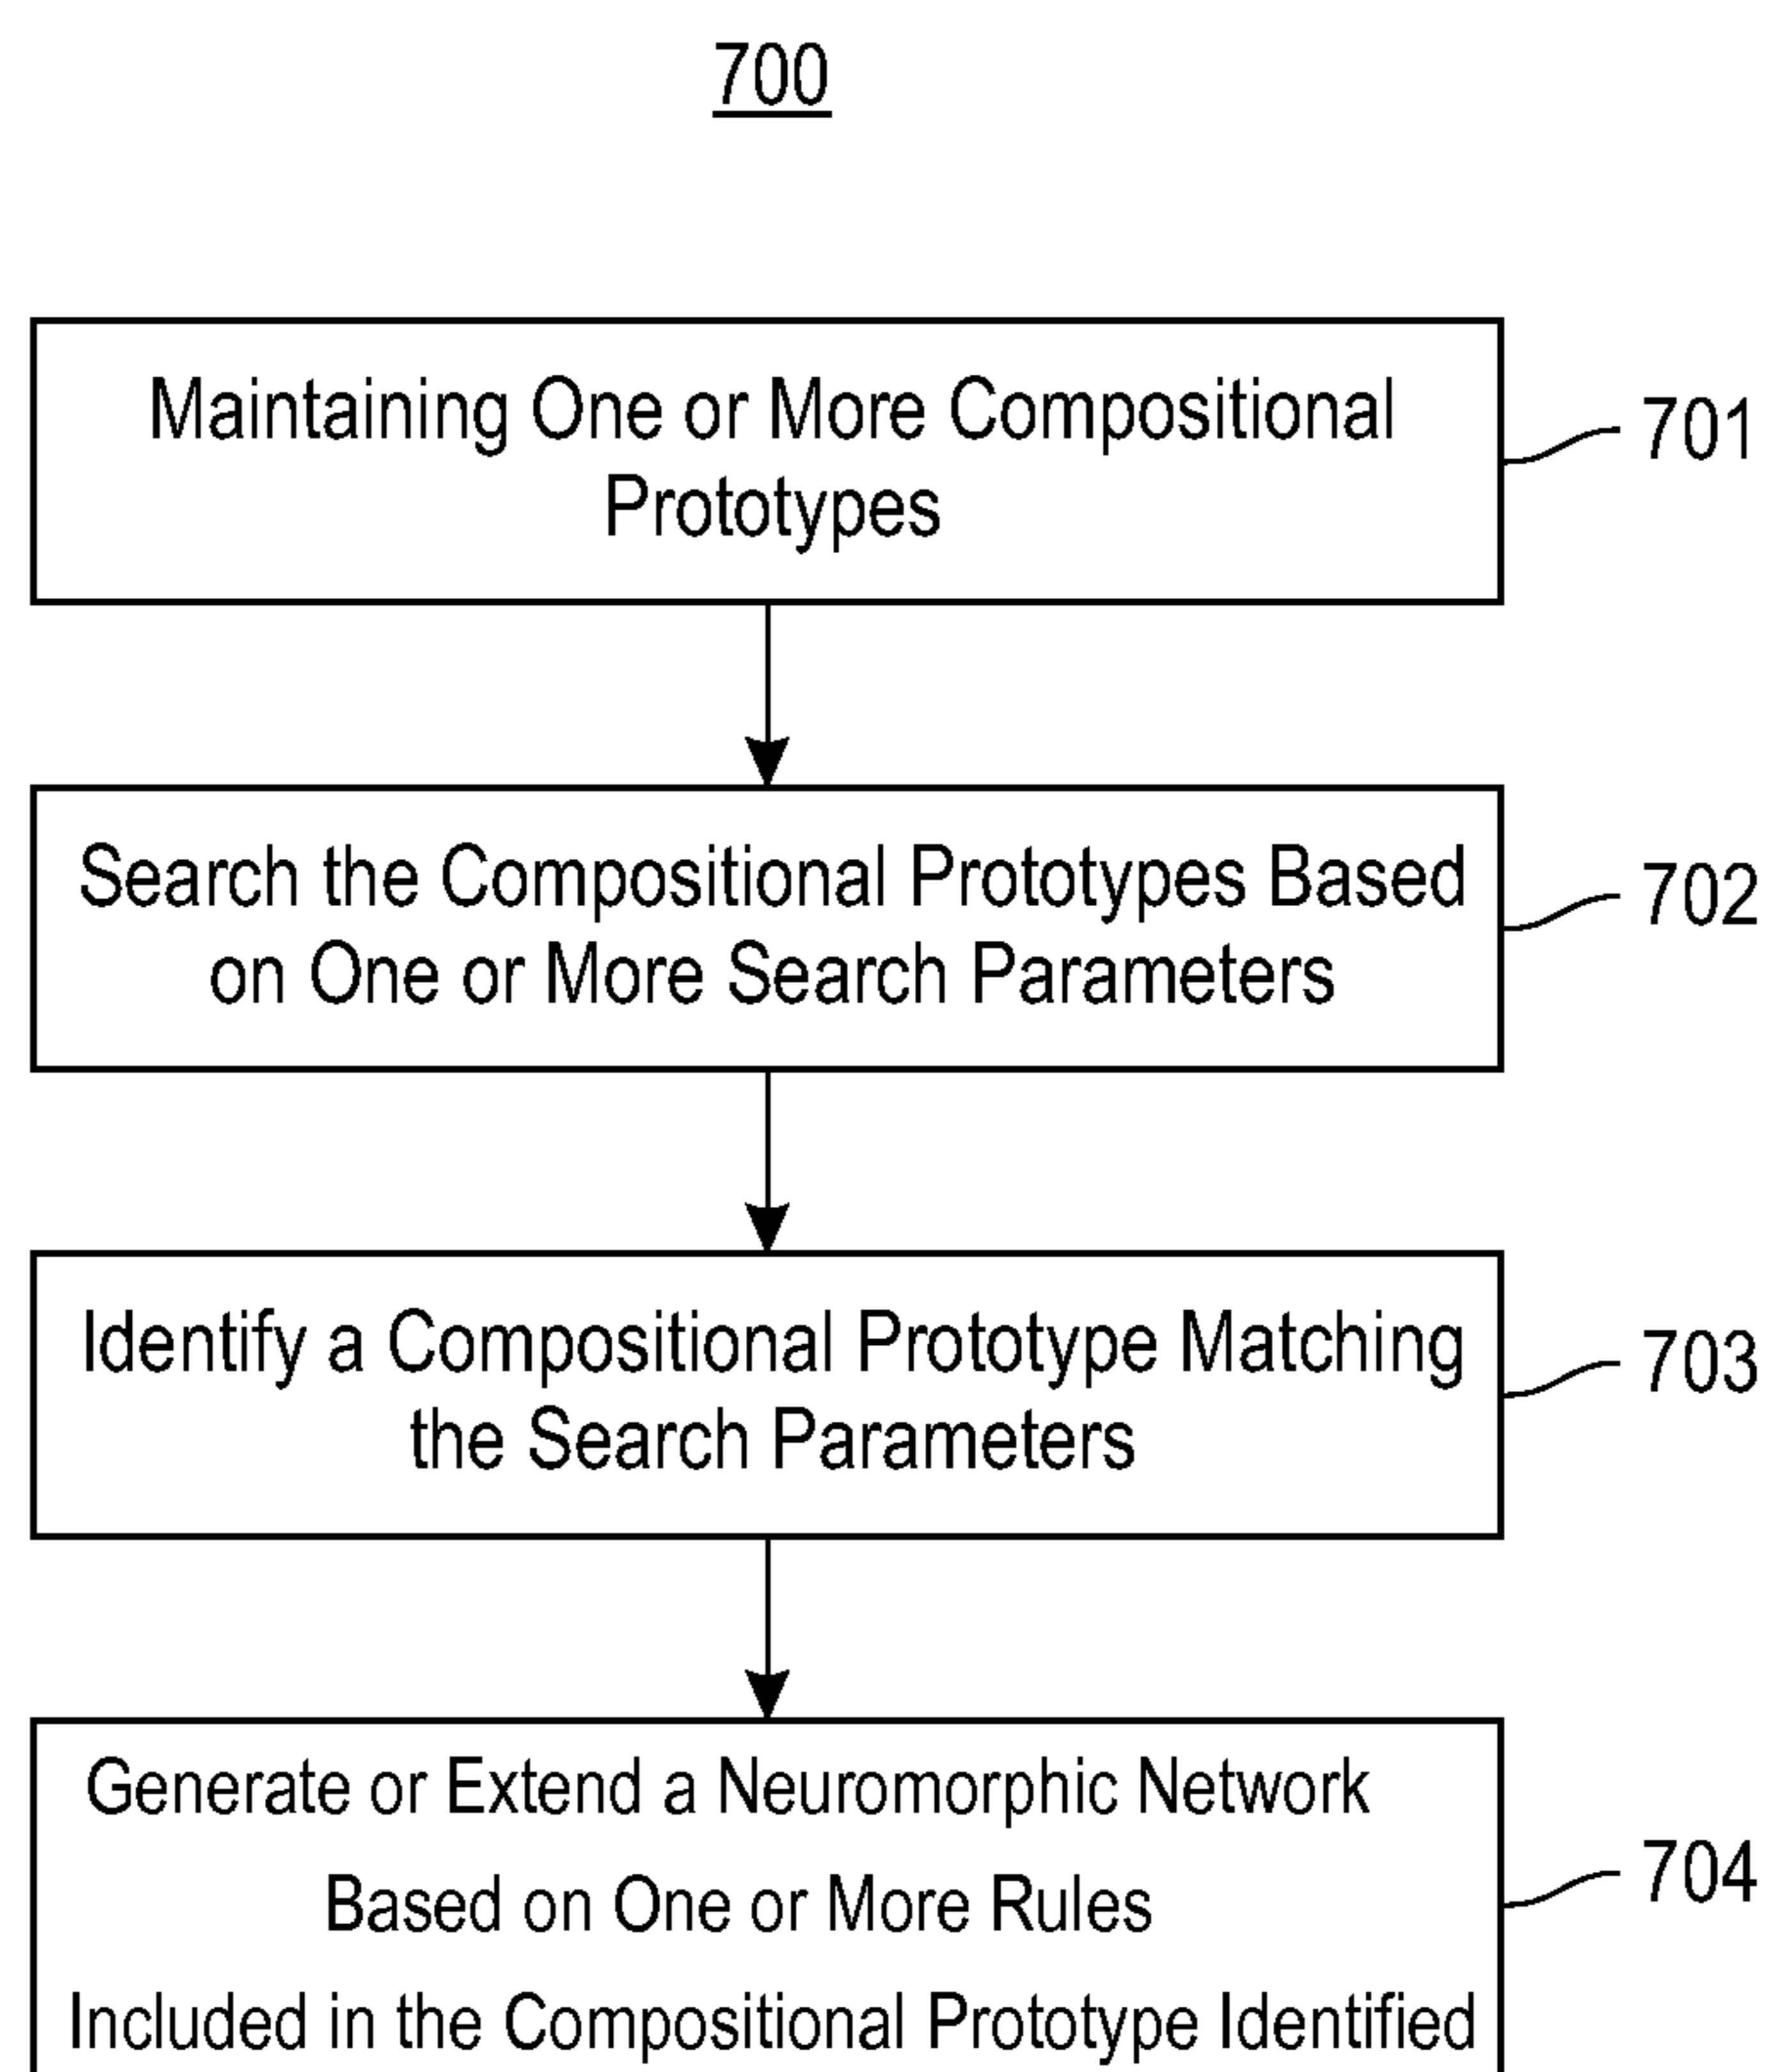 700
Maintaining One or More Compositional
Prototypes
701
Search the Compositional Prototypes Based
on One or More Search Parameters
702
Identify a Compositional Prototype Matching
the Search Parameters
703
Generate or Extend a Neuromorphic Network
Based on One or More Rules
Included in the Compositional Prototype Identified
704